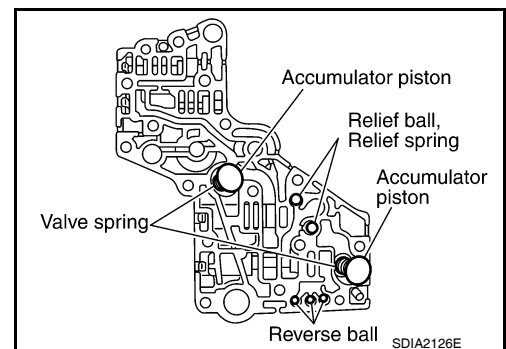 Accumulator piston
Relief ball,
Relief spring
Accumulator
piston
Valve spring
Reverse ball
SDIA2126E